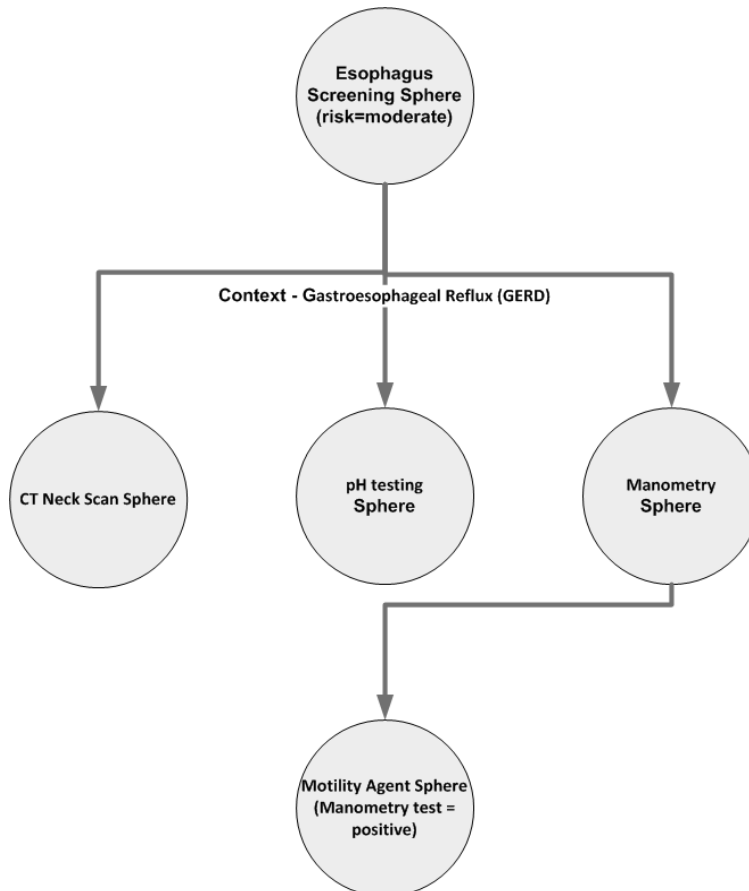 Esophagus
Screening Sphere
(risk=moderate)
Context - Gastroesophageal Reflux (GERD)
CT Neck Scan Sphere
pH testing
Sphere
Manometry
Sphere
Motility Agent Sphere
(Manometry test =
positive)